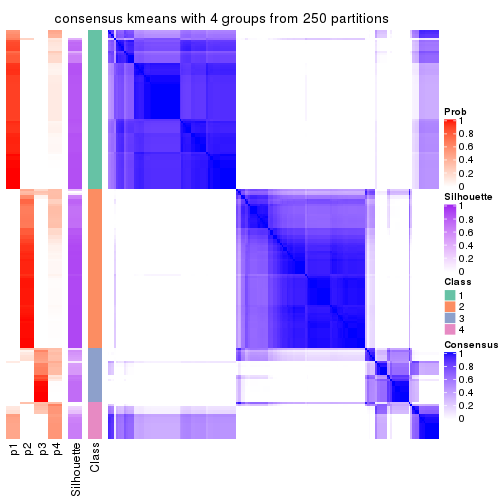 consensus kmeans with 4 groups from 250 partitions
Prob
1
0.8
0.6
0.4
0.2
0
Silhouette
1
0.8
0.6
0.4
0.2
0
Class
1
2
3
4
Consensus
1
0.8
0.6
0.4
0.2
0
p1
p2
p3
p4
Silhouette
Class